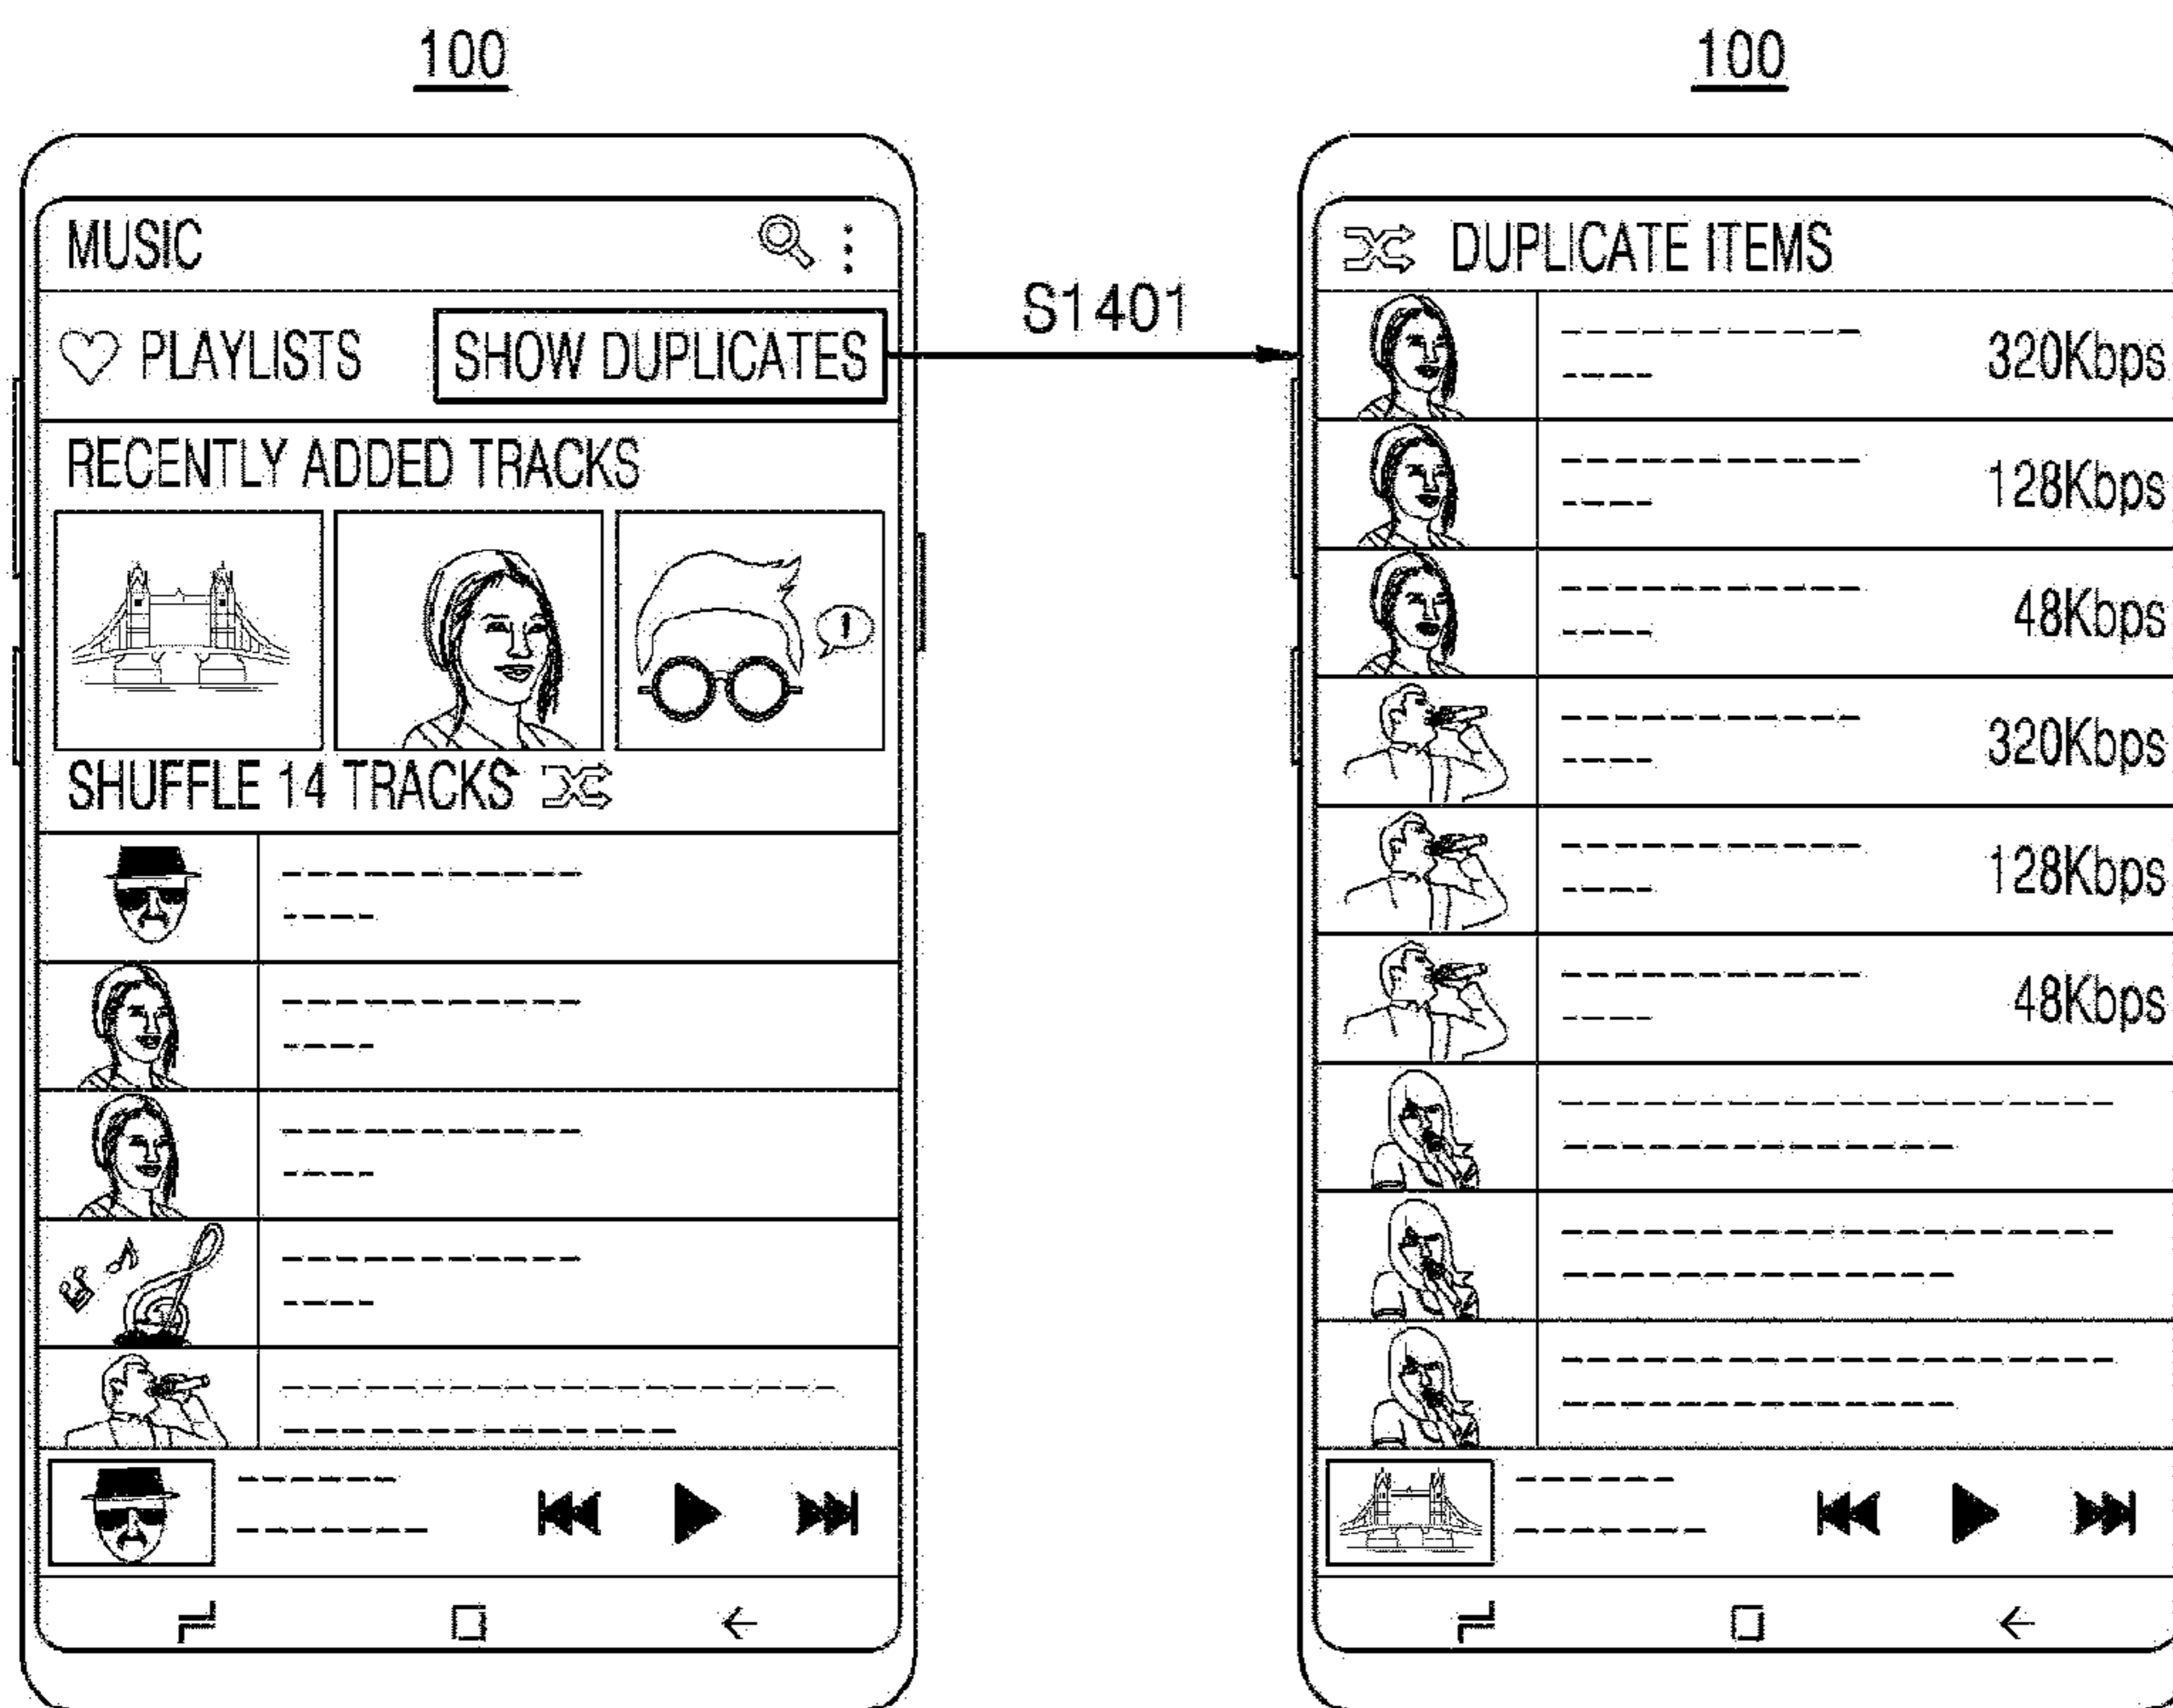 100
MUSIC
PLAYLISTS
SHOW DUPLICATES
RECENTLY ADDED TRACKS
!
SHUFFLE 14 TRACKS
S1401
100
DUPLICATE ITEMS
320Kbps
128Kbps
48Kbps
320Kbps
128Kbps
48Kbps